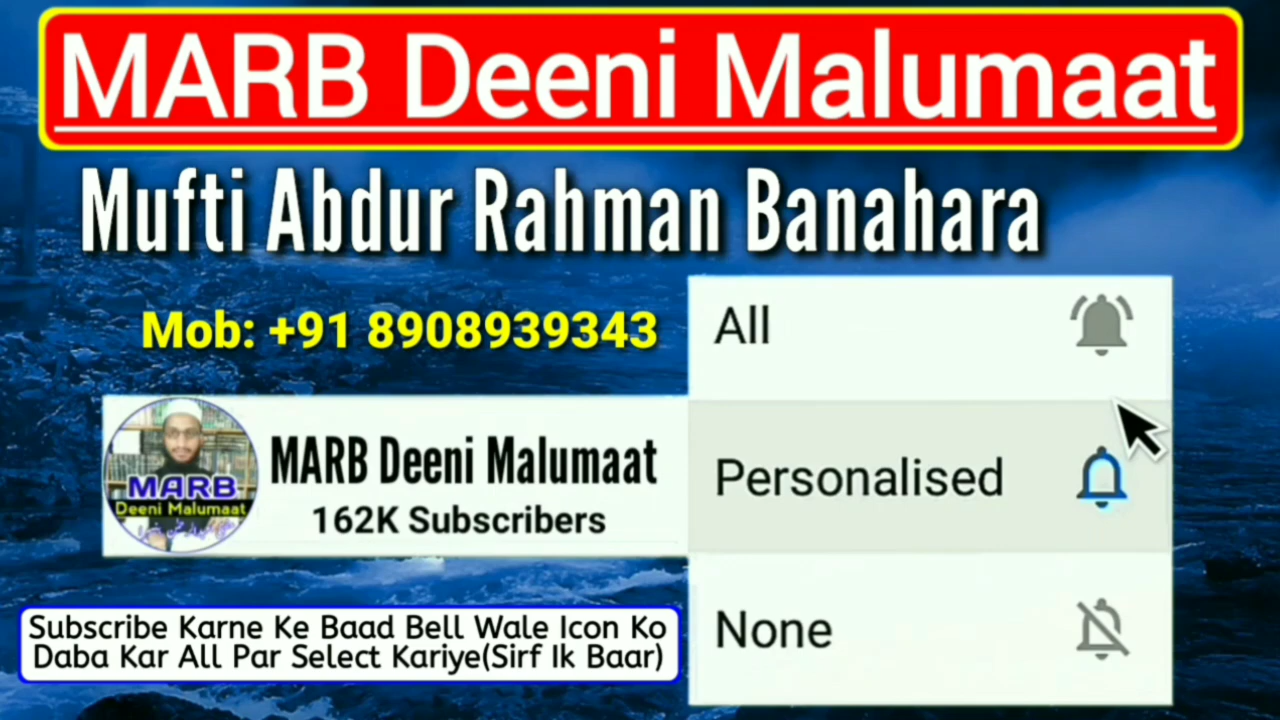 MARB Deeni Malumaat
Mufti Abdur Rahman Banahara
Mob: +91 8908939343
MARB Deeni Malumaat
162K Subscribers
MARB
Deeni Malumaat
All
Personalised
None
Subscribe Karne Ke Baad Bell Wale Icon Ko
Daba Kar All Par Select Kariye(Sirf Ik Baar)